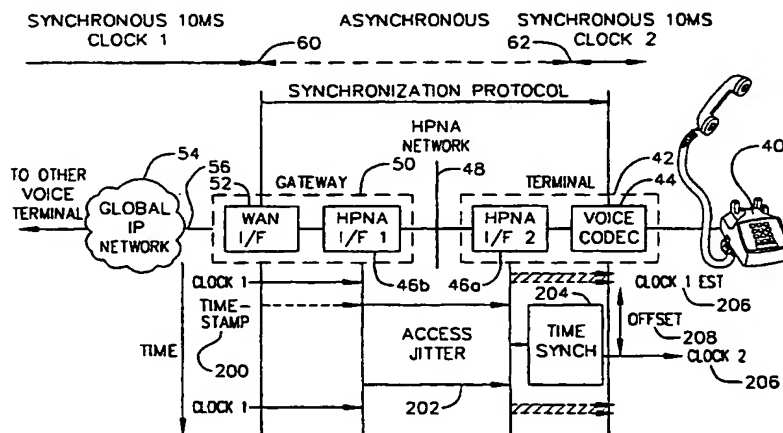 SYNCHRONOUS 10MS CLOCK 1
60
ASYNCHRONOUS
62
SYNCHRONOUS 10MS CLOCK 2
SYNCHRONIZATION PROTOCOL
HPNA NETWORK
54
56
52
GATEWAY
50
48
TERMINAL
42
44
40
TO OTHER VOICE TERMINAL
GLOBAL IP NETWORK
WAN I/F
HPNA I/F 1
HPNA I/F 2
VOICE CODEC
CLOCK 1
46b
46a
CLOCK 1 EST
206
TIME
TIME-STAMP
200
ACCESS JITTER
204
TIME SYNCH
OFFSET
208
CLOCK 2
206
CLOCK 1
202